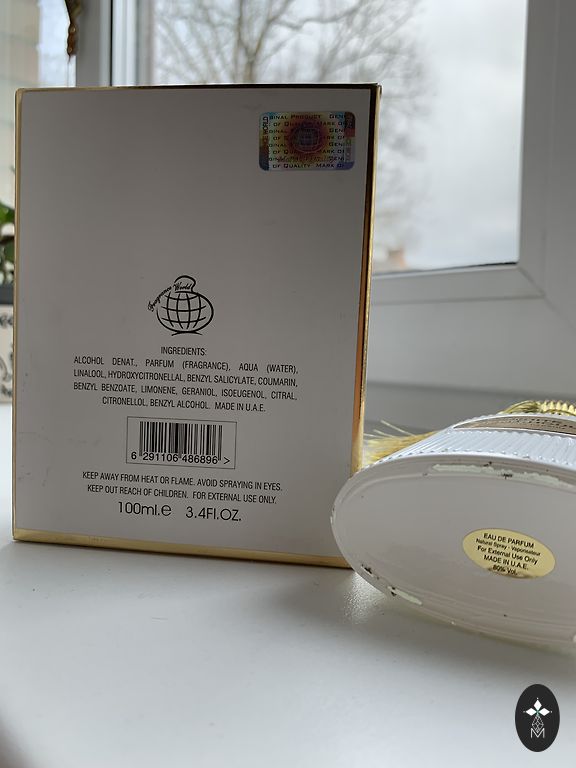 Fragrance World
INGREDIENTS:
ALCOHOL DENAT., PARFUM (FRAGRANCE), AQUA (WATER),
LINALOOL, HYDROXYCITRONELLAL, BENZYL SALICYLATE, COUMARIN,
BENZYL BENZOATE, LIMONENE, GERANIOL, ISOEUGENOL, CITRAL,
CITRONELLOL, BENZYL ALCOHOL. MADE IN U.A.E.
6 291106 486896 >
KEEP AWAY FROM HEAT OR FLAME. AVOID SPRAYING IN EYES.
KEEP OUT REACH OF CHILDREN. FOR EXTERNAL USE ONLY.
100ml.e 3.4Fl.OZ.
EAU DE PARFUM
Natural Spray - Vaporisateur
For External Use Only
MADE IN U.A.E.
80% Vol.
M